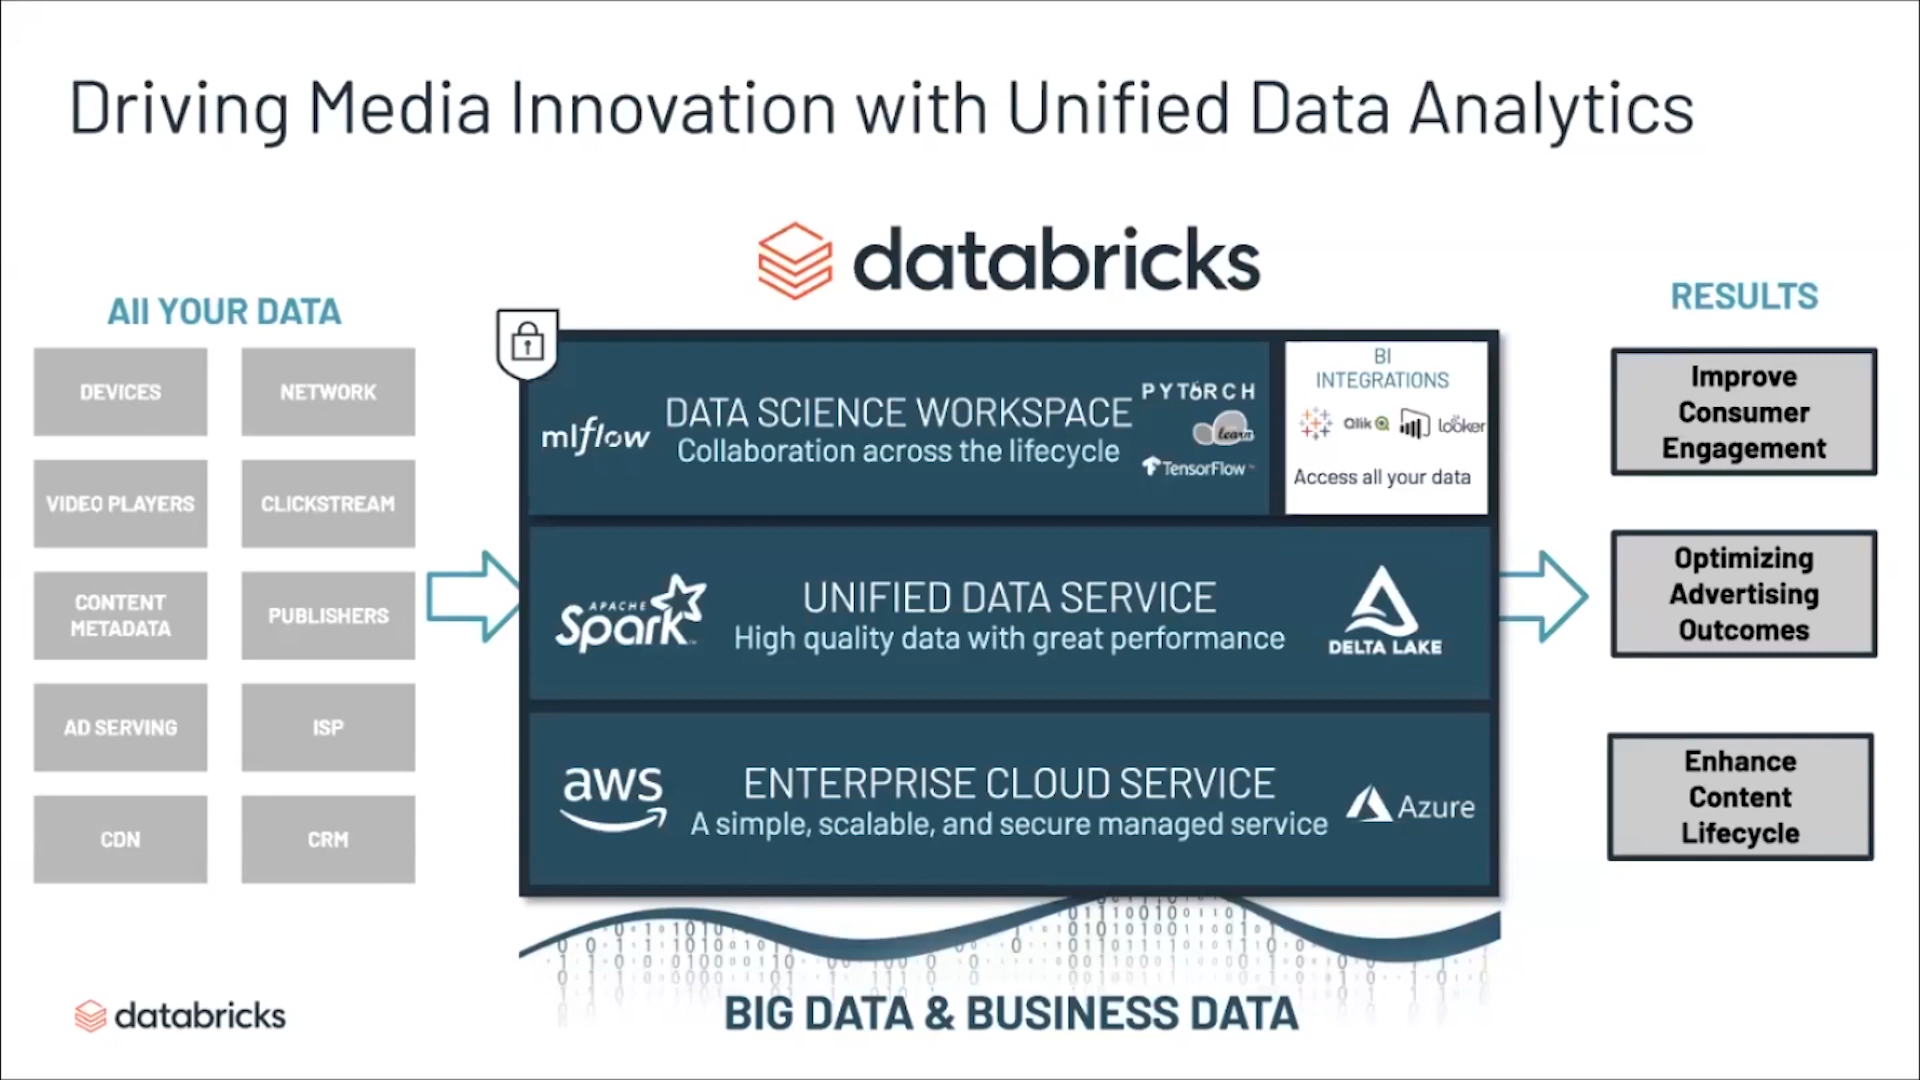 Driving Media Innovation with Unified Data Analytics
databricks
All YOUR DATA
DEVICES
NETWORK
VIDEO PLAYERS
CLICKSTREAM
CONTENT
METADATA
PUBLISHERS
AD SERVING
ISP
CDN
CRM
mlflow
DATA SCIENCE WORKSPACE
Collaboration across the lifecycle
PYTORCH
learn
TensorFlow
BI
INTEGRATIONS
Qlik
looker
Access all your data
APACHE
Spark
UNIFIED DATA SERVICE
High quality data with great performance
DELTA LAKE
aws
ENTERPRISE CLOUD SERVICE
A simple, scalable, and secure managed service
Azure
BIG DATA & BUSINESS DATA
RESULTS
Improve
Consumer
Engagement
Optimizing
Advertising
Outcomes
Enhance
Content
Lifecycle
databricks